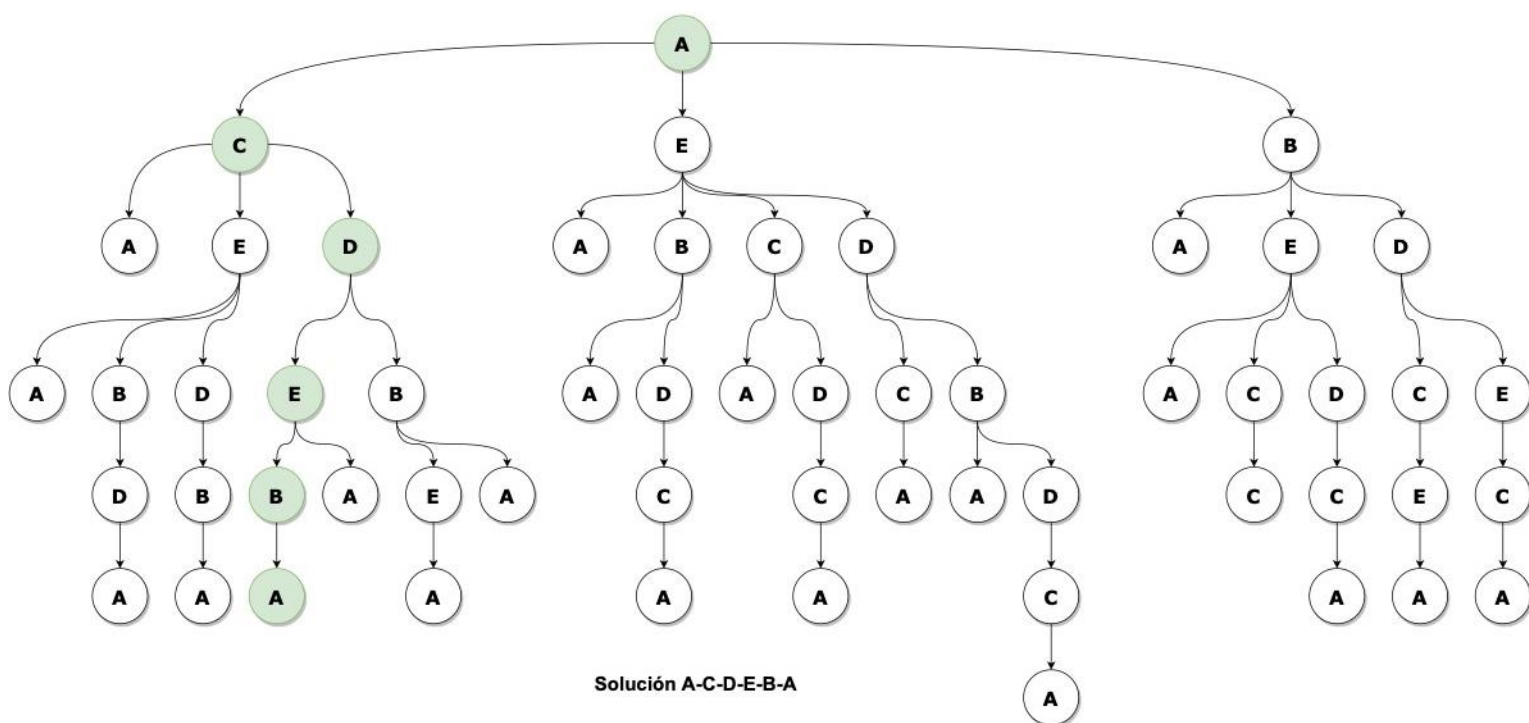 A
C E B
A E D A B C D A E D
A B D E B A D A D C B A C D C E
D B B A E A C C A A D C C E C
A A A A A A C A A A
Solución A-C-D-E-B-A
A